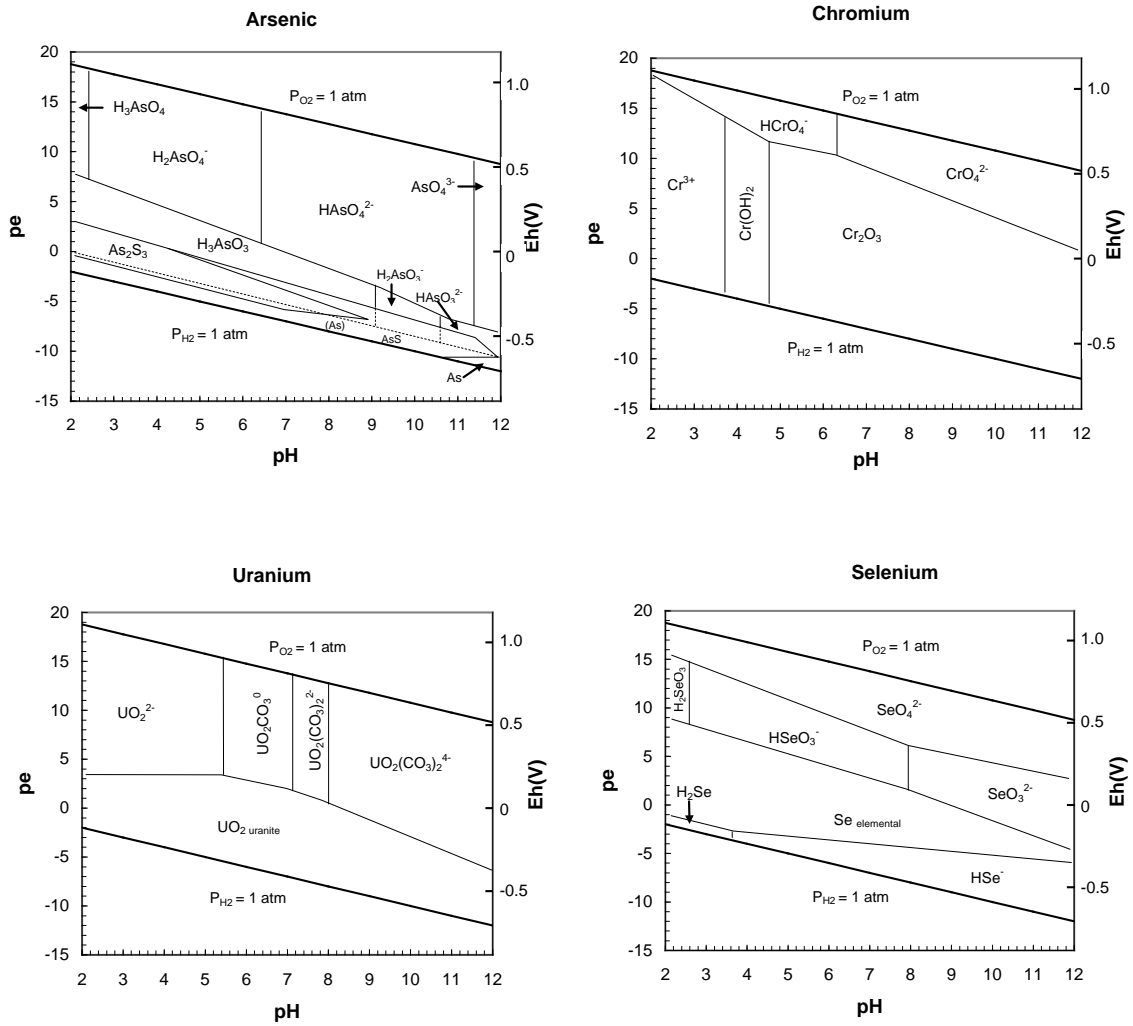 Arsenic
20
15
10
5
0
-5
-10
-15
pe
1.0
0.5
0
-0.5
Eh(V)
P_O2 = 1 atm
H₃AsO₄
H₂AsO₄⁻
AsO₄³⁻
HAsO₄²⁻
H₃AsO₃
As₂S₃
H₂AsO₃⁻
HAsO₃²⁻
(As)
AsS
P_H2 = 1 atm
As
2 3 4 5 6 7 8 9 10 11 12
pH
Chromium
20
15
10
5
0
-5
-10
-15
pe
1.0
0.5
0
-0.5
Eh(V)
P_O2 = 1 atm
HCrO₄⁻
CrO₄²⁻
Cr³⁺
Cr(OH)₂
Cr₂O₃
P_H2 = 1 atm
2 3 4 5 6 7 8 9 10 11 12
pH
Uranium
20
15
10
5
0
-5
-10
-15
pe
1.0
0.5
0
-0.5
Eh(V)
P_O2 = 1 atm
UO₂²⁻
UO₂CO₃⁰
UO₂(CO₃)₂²⁻
UO₂(CO₃)₂⁴⁻
UO₂ uranite
P_H2 = 1 atm
2 3 4 5 6 7 8 9 10 11 12
pH
Selenium
20
15
10
5
0
-5
-10
-15
pe
1.0
0.5
0
-0.5
Eh(V)
P_O2 = 1 atm
H₂SeO₃
SeO₄²⁻
HSeO₃⁻
SeO₃²⁻
H₂Se
Se elemental
HSe⁻
P_H2 = 1 atm
2 3 4 5 6 7 8 9 10 11 12
pH